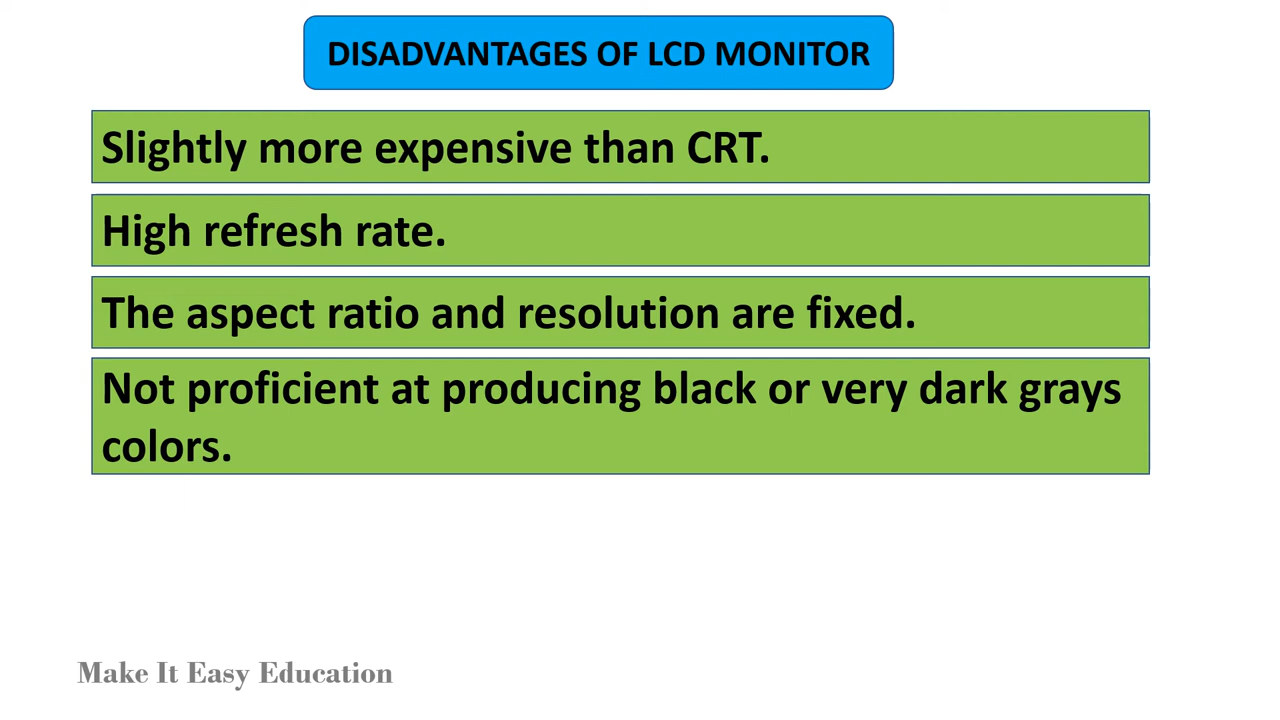 DISADVANTAGES OF LCD MONITOR
Slightly more expensive than CRT.
High refresh rate.
The aspect ratio and resolution are fixed.
Not proficient at producing black or very dark grays
colors.
Make It Easy Education